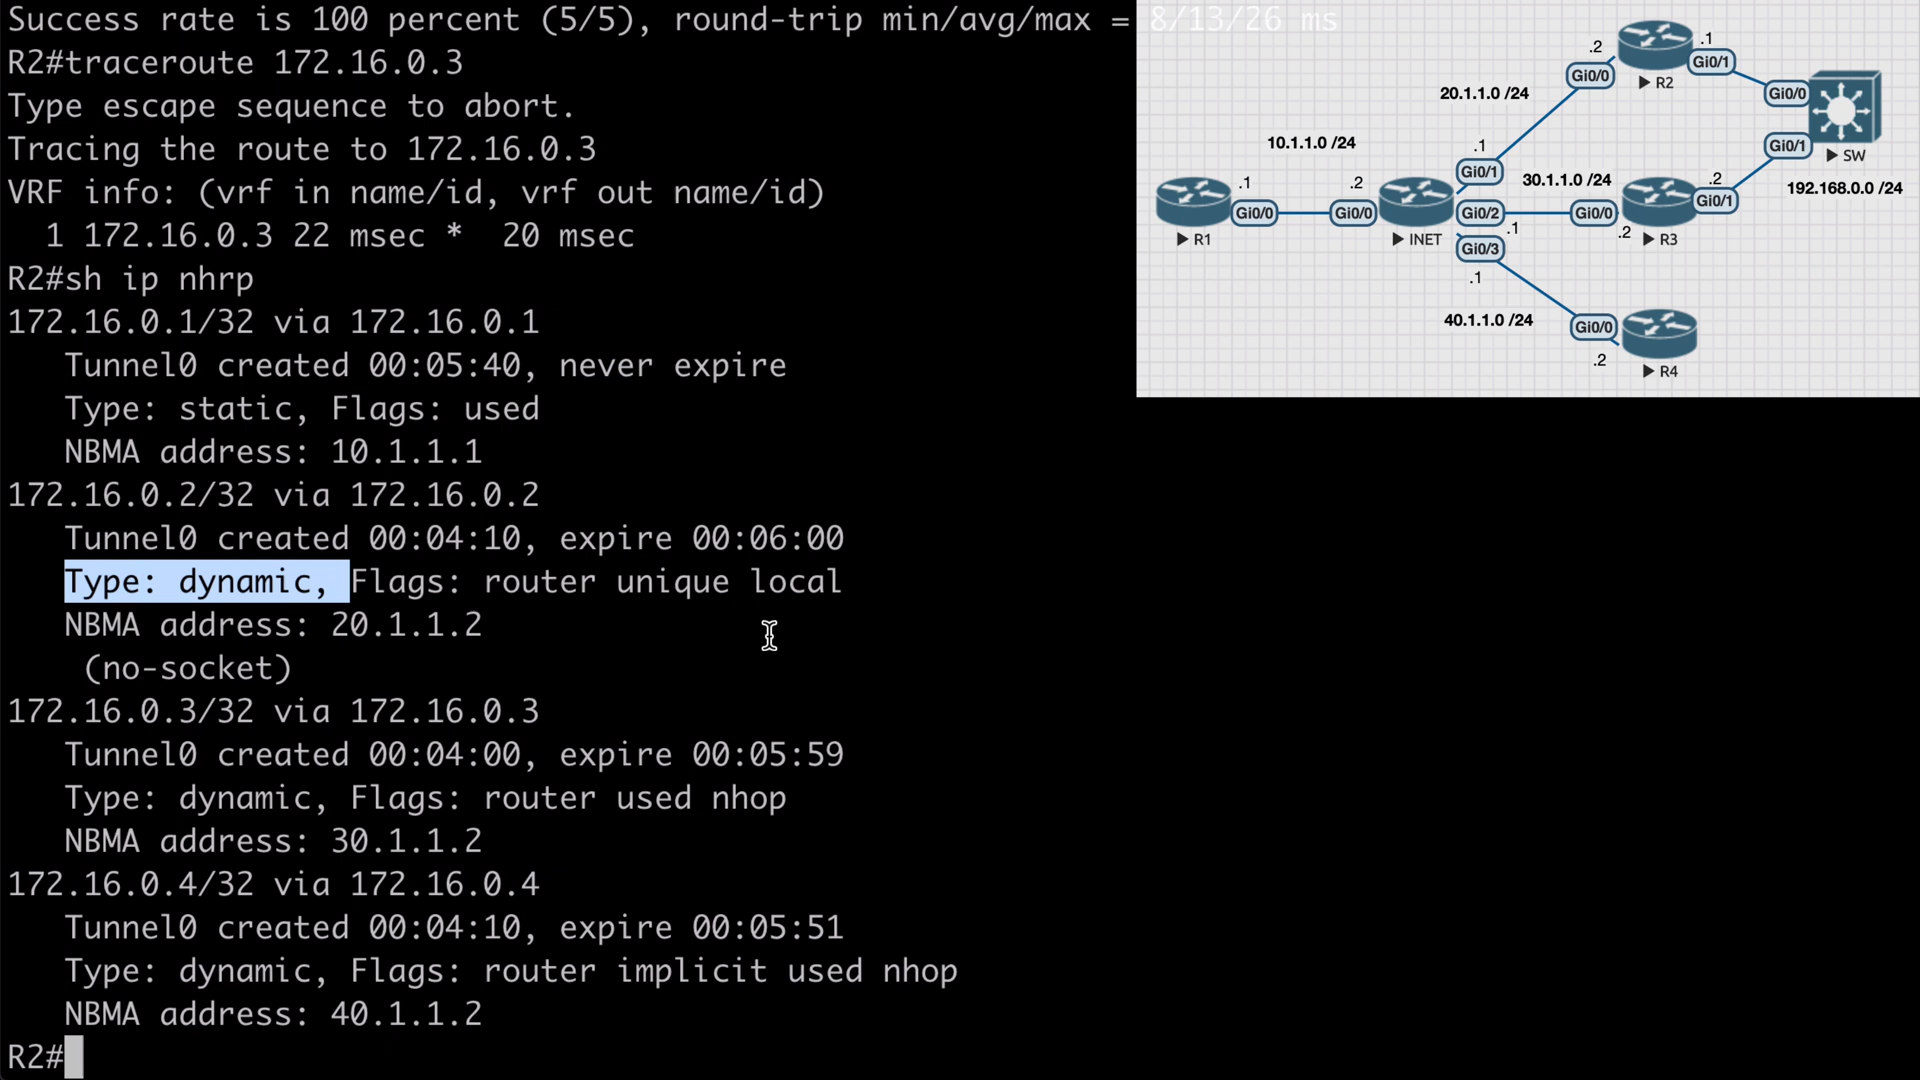 Success rate is 100 percent (5/5), round-trip min/avg/max = 8/13/26 ms
R2#traceroute 172.16.0.3
Type escape sequence to abort.
Tracing the route to 172.16.0.3
VRF info: (vrf in name/id, vrf out name/id)
1 172.16.0.3 22 msec * 20 msec
R2#sh ip nhrp
172.16.0.1/32 via 172.16.0.1
Tunnel0 created 00:05:40, never expire
Type: static, Flags: used
NBMA address: 10.1.1.1
172.16.0.2/32 via 172.16.0.2
Tunnel0 created 00:04:10, expire 00:06:00
Type: dynamic, Flags: router unique local
NBMA address: 20.1.1.2
(no-socket)
172.16.0.3/32 via 172.16.0.3
Tunnel0 created 00:04:00, expire 00:05:59
Type: dynamic, Flags: router used nhop
NBMA address: 30.1.1.2
172.16.0.4/32 via 172.16.0.4
Tunnel0 created 00:04:10, expire 00:05:51
Type: dynamic, Flags: router implicit used nhop
NBMA address: 40.1.1.2
R2#
.2
.1
Gi0/0
Gi0/1
R2
20.1.1.0 /24
Gi0/0
10.1.1.0 /24
.1
Gi0/1
Gi0/1
SW
.1
.2
30.1.1.0 /24
.2
192.168.0.0 /24
Gi0/0
Gi0/0
Gi0/2
Gi0/0
Gi0/1
R1
INET
.1
.2
R3
Gi0/3
.1
40.1.1.0 /24
Gi0/0
.2
R4